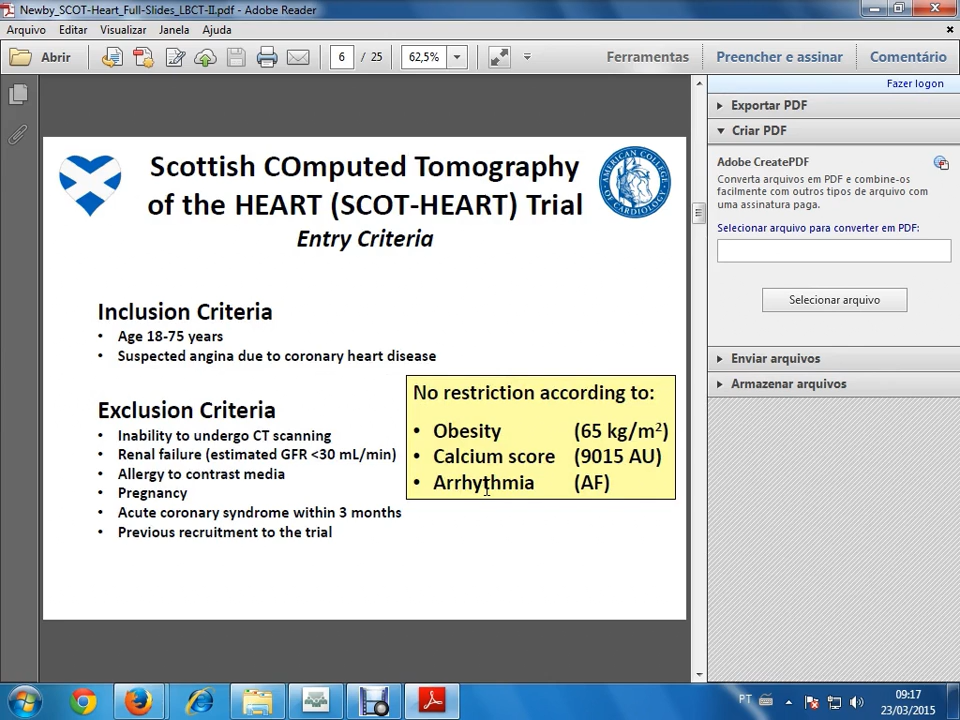 Newby_SCOT-Heart_Full-Slides_LBCT-II.pdf - Adobe Reader
Arquivo Editar Visualizar Janela Ajuda
Abrir
6 / 25
62,5%
Ferramentas
Preencher e assinar
Comentário
Fazer logon
Exportar PDF
Criar PDF
Adobe CreatePDF
Converta arquivos em PDF e combine-os
facilmente com outros tipos de arquivo com
uma assinatura paga.
Selecionar arquivo para converter em PDF:
Selecionar arquivo
Enviar arquivos
Armazenar arquivos
Scottish COmputed Tomography
of the HEART (SCOT-HEART) Trial
Entry Criteria
AMERICAN COLLEGE OF CARDIOLOGY
Inclusion Criteria
• Age 18-75 years
• Suspected angina due to coronary heart disease
Exclusion Criteria
• Inability to undergo CT scanning
• Renal failure (estimated GFR <30 mL/min)
• Allergy to contrast media
• Pregnancy
• Acute coronary syndrome within 3 months
• Previous recruitment to the trial
No restriction according to:
• Obesity (65 kg/m²)
• Calcium score (9015 AU)
• Arrhythmia (AF)
PT
09:17
23/03/2015